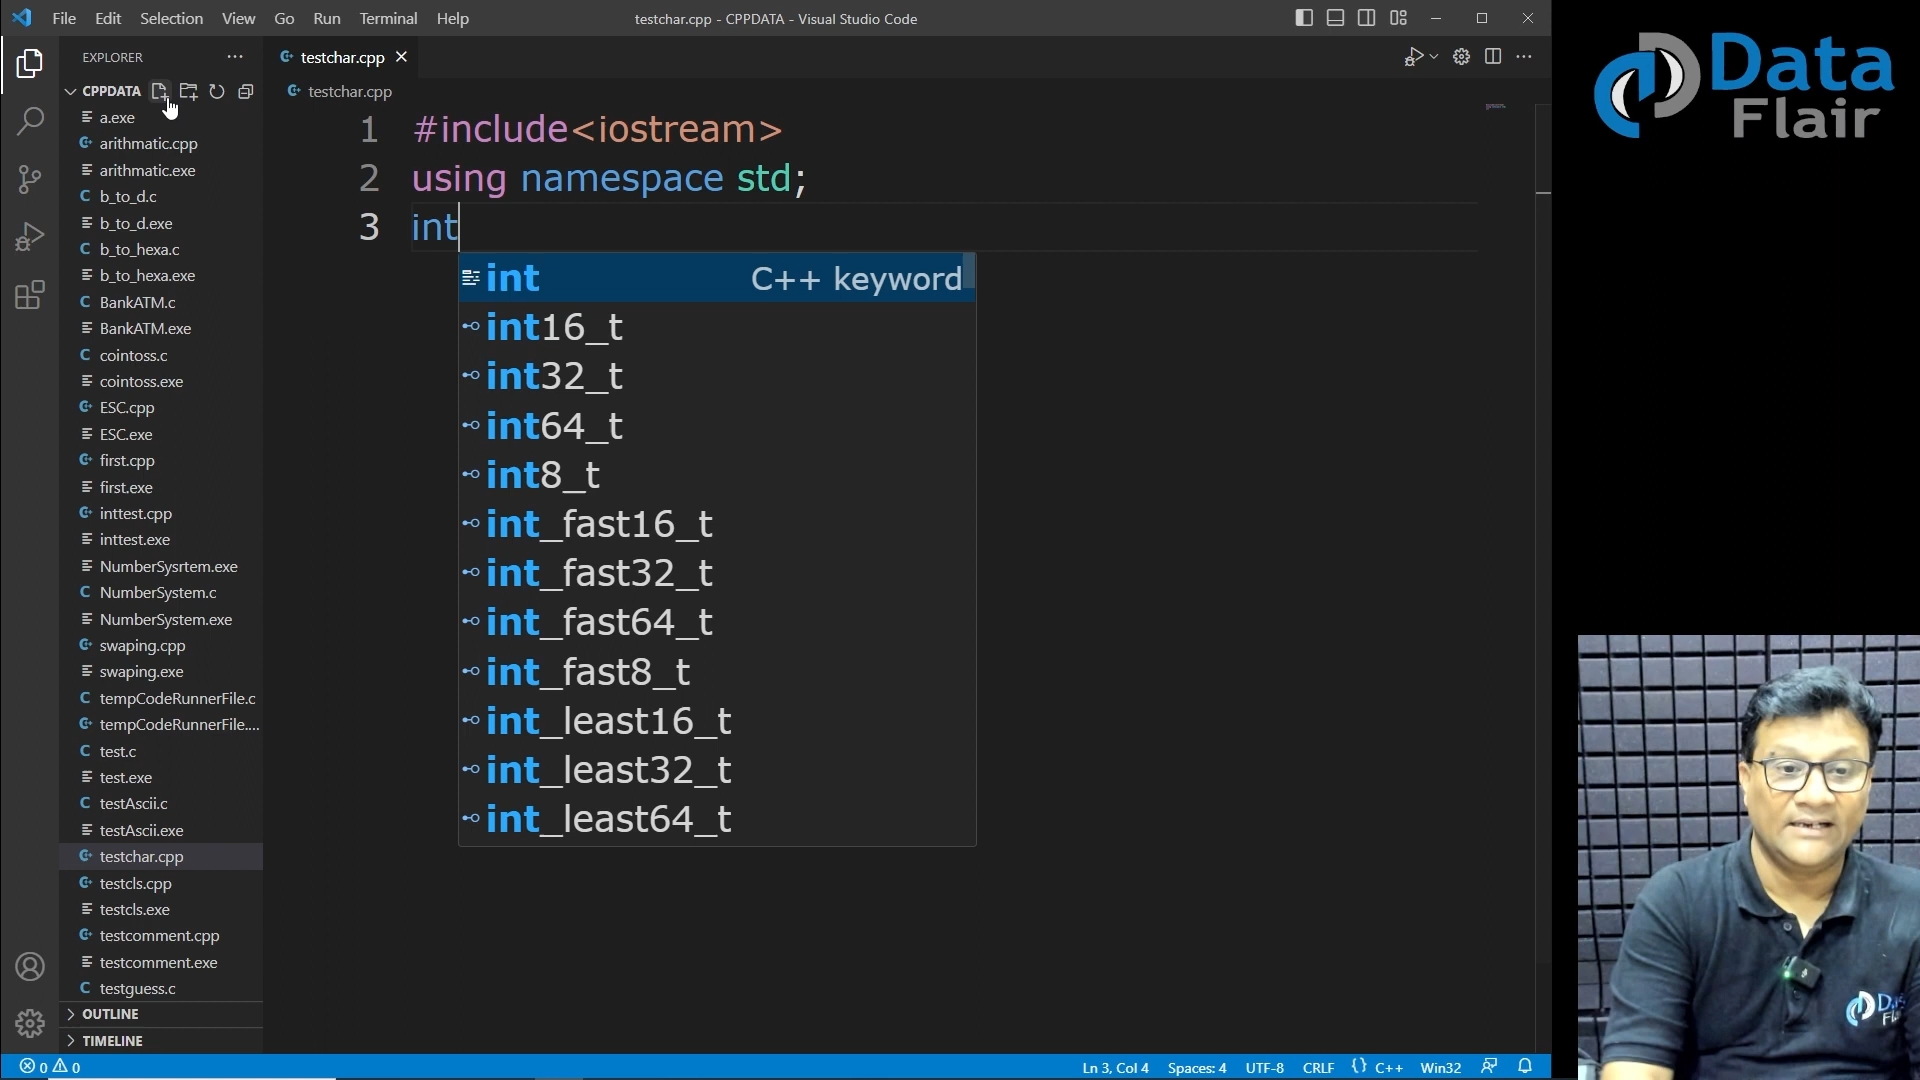 File Edit Selection View Go Run Terminal Help
testchar.cpp - CPPDATA - Visual Studio Code
EXPLORER
testchar.cpp
CPPDATA
testchar.cpp
a.exe
arithmatic.cpp
arithmatic.exe
b_to_d.c
b_to_d.exe
b_to_hexa.c
b_to_hexa.exe
BankATM.c
BankATM.exe
cointoss.c
cointoss.exe
ESC.cpp
ESC.exe
first.cpp
first.exe
inttest.cpp
inttest.exe
NumberSysrtem.exe
NumberSystem.c
NumberSystem.exe
swaping.cpp
swaping.exe
tempCodeRunnerFile.c
tempCodeRunnerFile....
test.c
test.exe
testAscii.c
testAscii.exe
testchar.cpp
testcls.cpp
testcls.exe
testcomment.cpp
testcomment.exe
testguess.c
OUTLINE
TIMELINE
1 #include<iostream>
2 using namespace std;
3 int
int C++ keyword
int16_t
int32_t
int64_t
int8_t
int_fast16_t
int_fast32_t
int_fast64_t
int_fast8_t
int_least16_t
int_least32_t
int_least64_t
Data
Flair
0 0
Ln 3, Col 4 Spaces: 4 UTF-8 CRLF {} C++ Win32